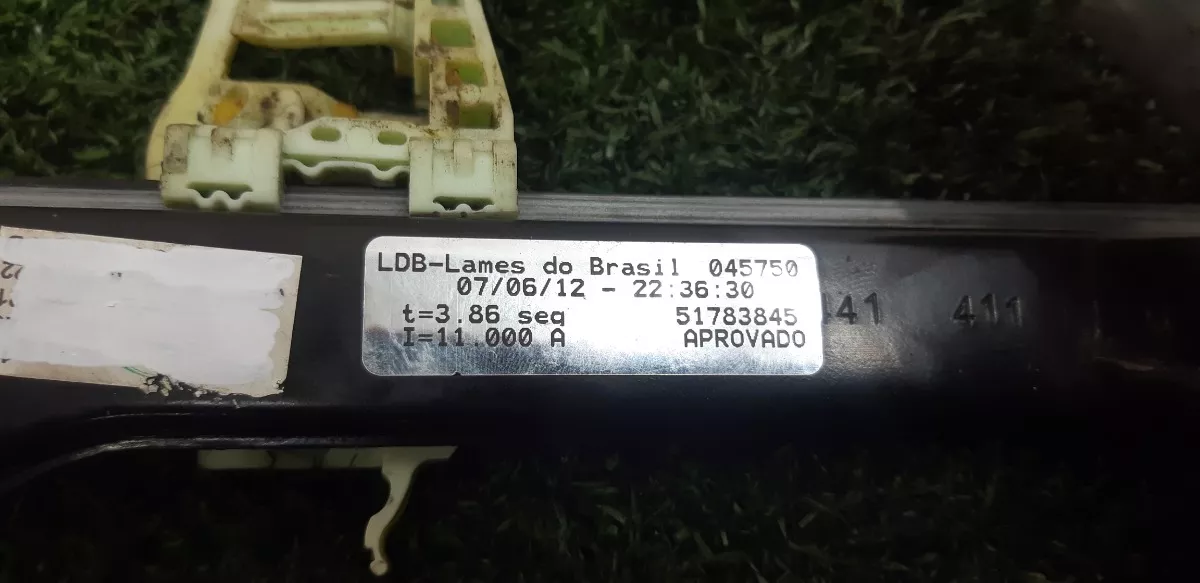 LDB-Lames do Brasil 045750
07/06/12 - 22:36:30
t=3.86 seq 51783845
I=11.000 A APROVADO
441 411